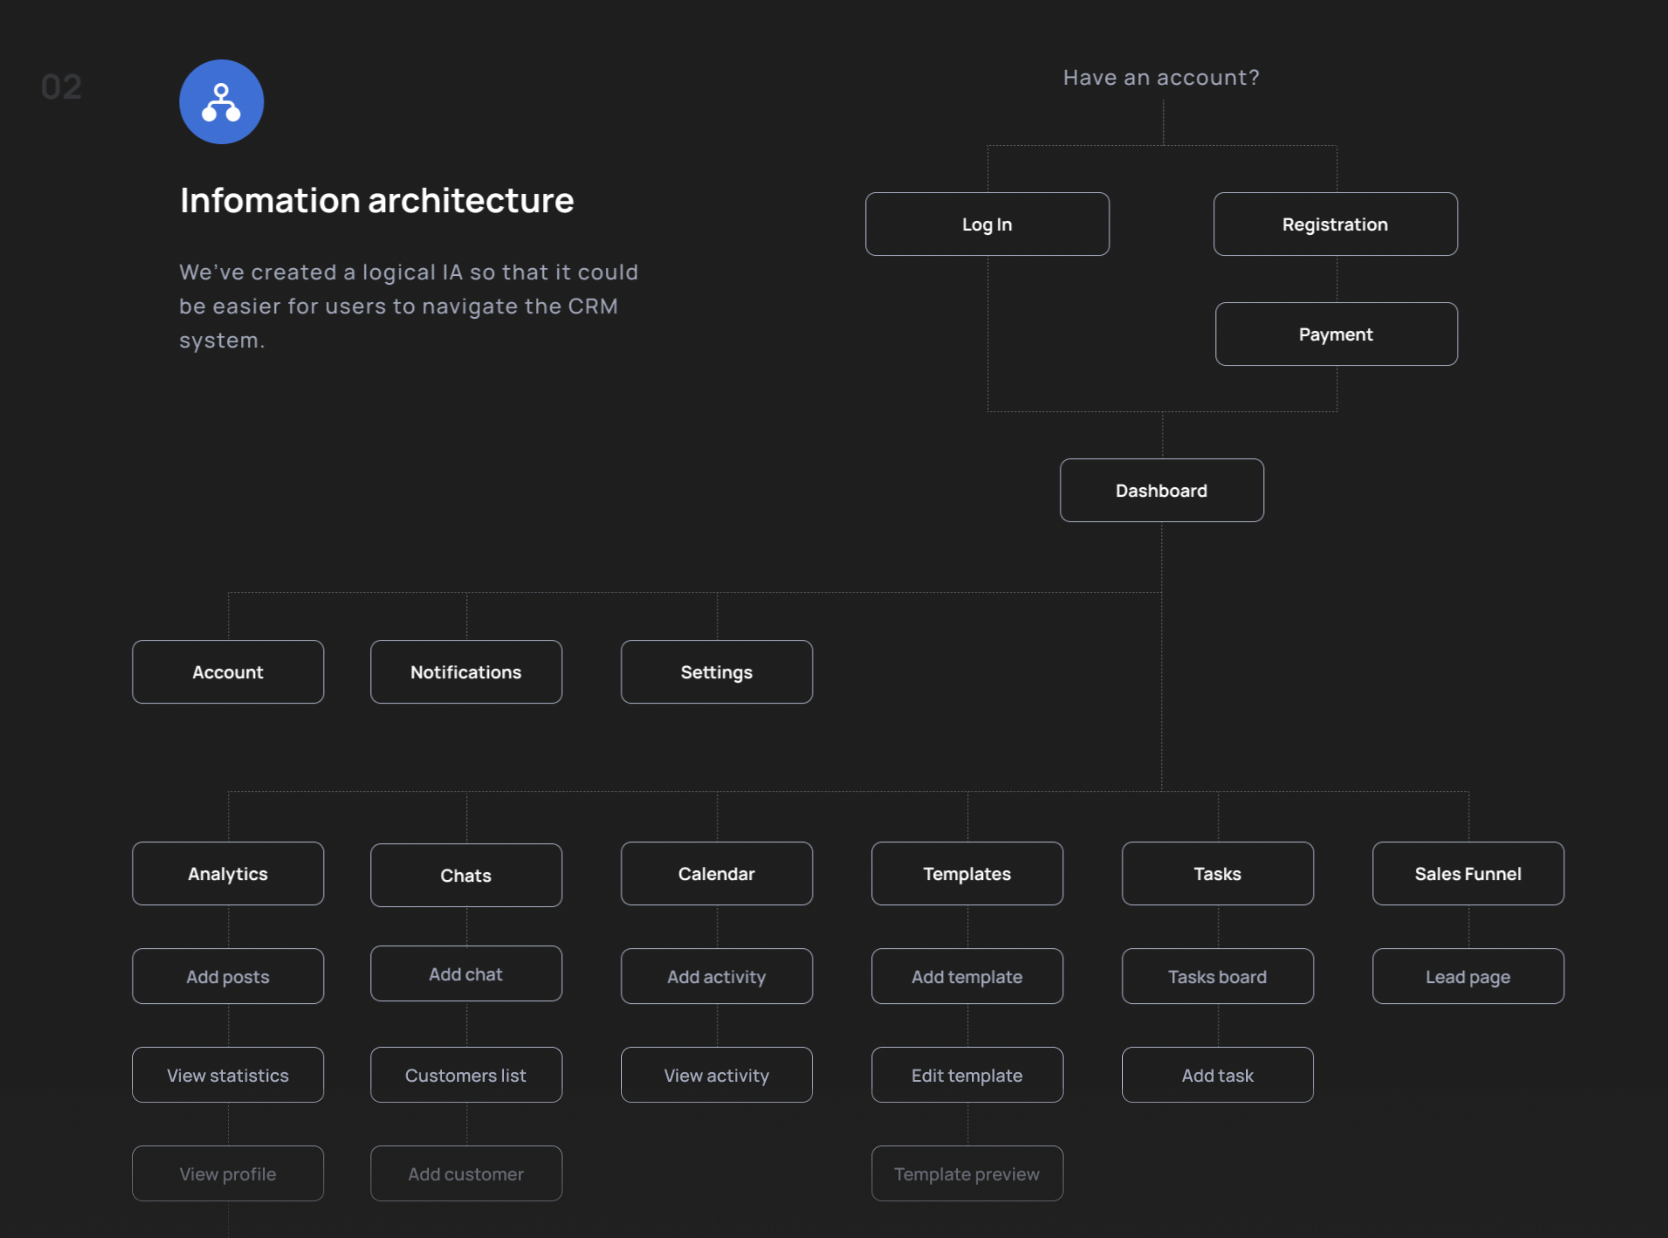 02
Infomation architecture
We've created a logical IA so that it could
be easier for users to navigate the CRM
system.
Have an account?
Log In
Registration
Payment
Dashboard
Account
Notifications
Settings
Analytics
Chats
Calendar
Templates
Tasks
Sales Funnel
Add posts
Add chat
Add activity
Add template
Tasks board
Lead page
View statistics
Customers list
View activity
Edit template
Add task
View profile
Add customer
Template preview